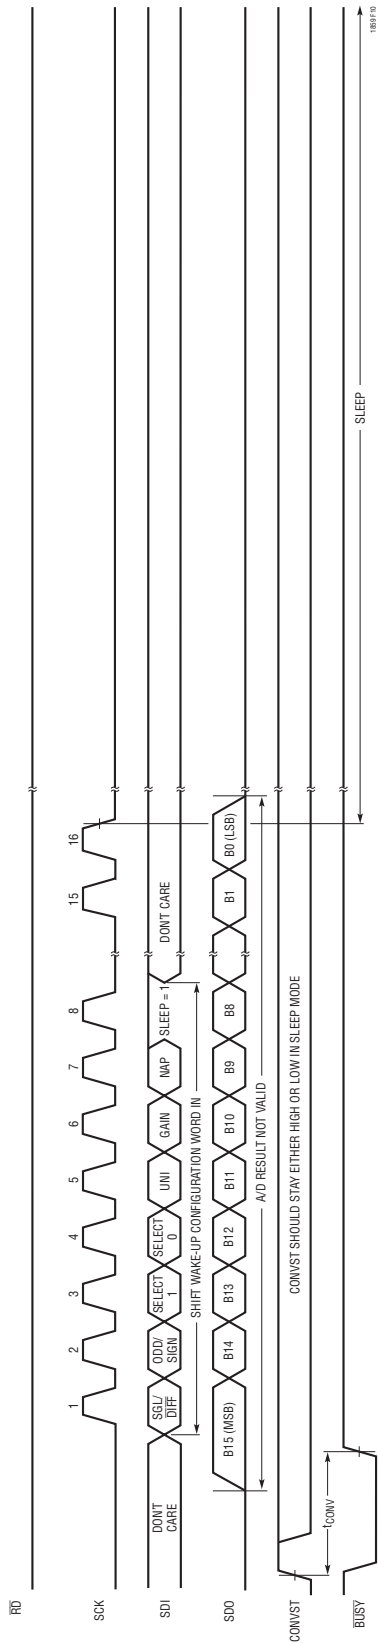 RD
SCK
1
2
3
4
5
6
7
8
15
16
SDI
DON'T
CARE
SGL/
DIFF
ODD/
SIGN
SELECT
1
SELECT
0
UNI
GAIN
NAP
SLEEP = 1
DON'T CARE
SHIFT WAKE-UP CONFIGURATION WORD IN
SDO
B15 (MSB)
B14
B13
B12
B11
B10
B9
B8
B1
B0 (LSB)
A/D RESULT NOT VALID
CONVST
CONVST SHOULD STAY EITHER HIGH OR LOW IN SLEEP MODE
tCONV
BUSY
SLEEP
1859 F10